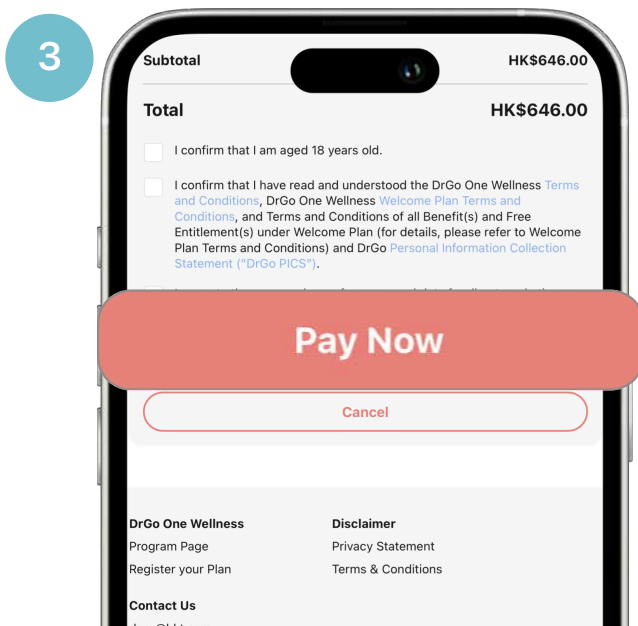 3
Subtotal HK$646.00
Total HK$646.00
I confirm that I am aged 18 years old.
I confirm that I have read and understood the DrGo One Wellness Terms
and Conditions, DrGo One Wellness Welcome Plan Terms and
Conditions, and Terms and Conditions of all Benefit(s) and Free
Entitlement(s) under Welcome Plan (for details, please refer to Welcome
Plan Terms and Conditions) and DrGo Personal Information Collection
Statement ("DrGo PICS").
Pay Now
Cancel
DrGo One Wellness Disclaimer
Program Page Privacy Statement
Register your Plan Terms & Conditions
Contact Us